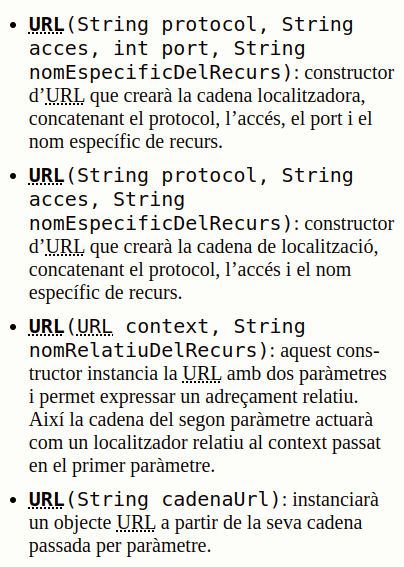 • URL(String protocol, String
acces, int port, String
nomEspecificDelRecurs): constructor
d’URL que crearà la cadena localitzadora,
concatenant el protocol, l’accés, el port i el
nom específic de recurs.
• URL(String protocol, String
acces, String
nomEspecificDelRecurs): constructor
d’URL que crearà la cadena de localització,
concatenant el protocol, l’accés i el nom
específic de recurs.
• URL(URL context, String
nomRelatiuDelRecurs): aquest cons-
tructor instancia la URL amb dos paràmetres
i permet expressar un adreçament relatiu.
Així la cadena del segon paràmetre actuarà
com un localitzador relatiu al context passat
en el primer paràmetre.
• URL(String cadenaUrl): instanciarà
un objecte URL a partir de la seva cadena
passada per paràmetre.